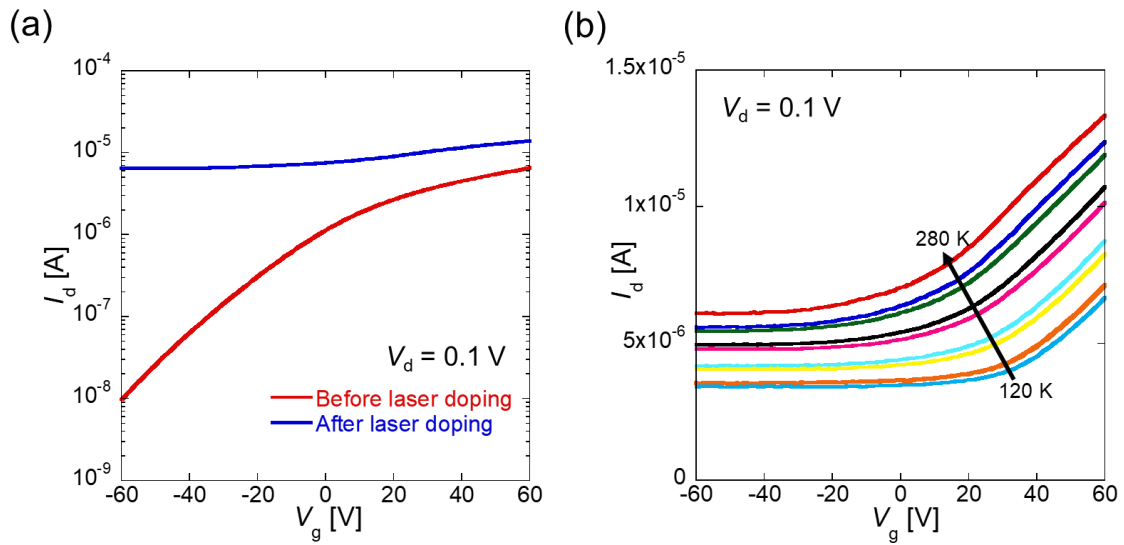 (a)
10⁻⁴
10⁻⁵
10⁻⁶
10⁻⁷
10⁻⁸
10⁻⁹
I_d [A]
V_d = 0.1 V
Before laser doping
After laser doping
-60 -40 -20 0 20 40 60
V_g [V]
(b)
1.5x10⁻⁵
1x10⁻⁵
5x10⁻⁶
0
I_d [A]
V_d = 0.1 V
280 K
120 K
-60 -40 -20 0 20 40 60
V_g [V]